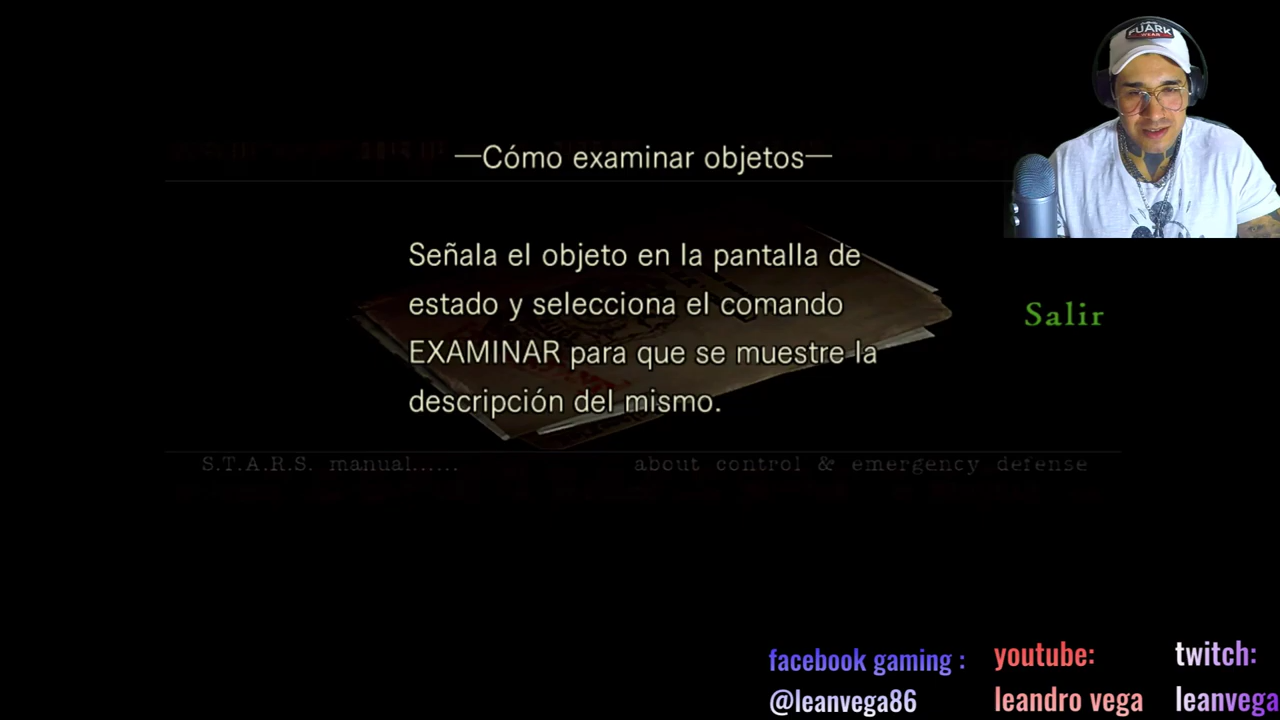 FUARK
—Cómo examinar objetos—
Señala el objeto en la pantalla de
estado y selecciona el comando
EXAMINAR para que se muestre la
descripción del mismo.
Salir
S.T.A.R.S. manual...... about control & emergency defense
facebook gaming :
@leanvega86
youtube:
leandro vega
twitch:
leanvega